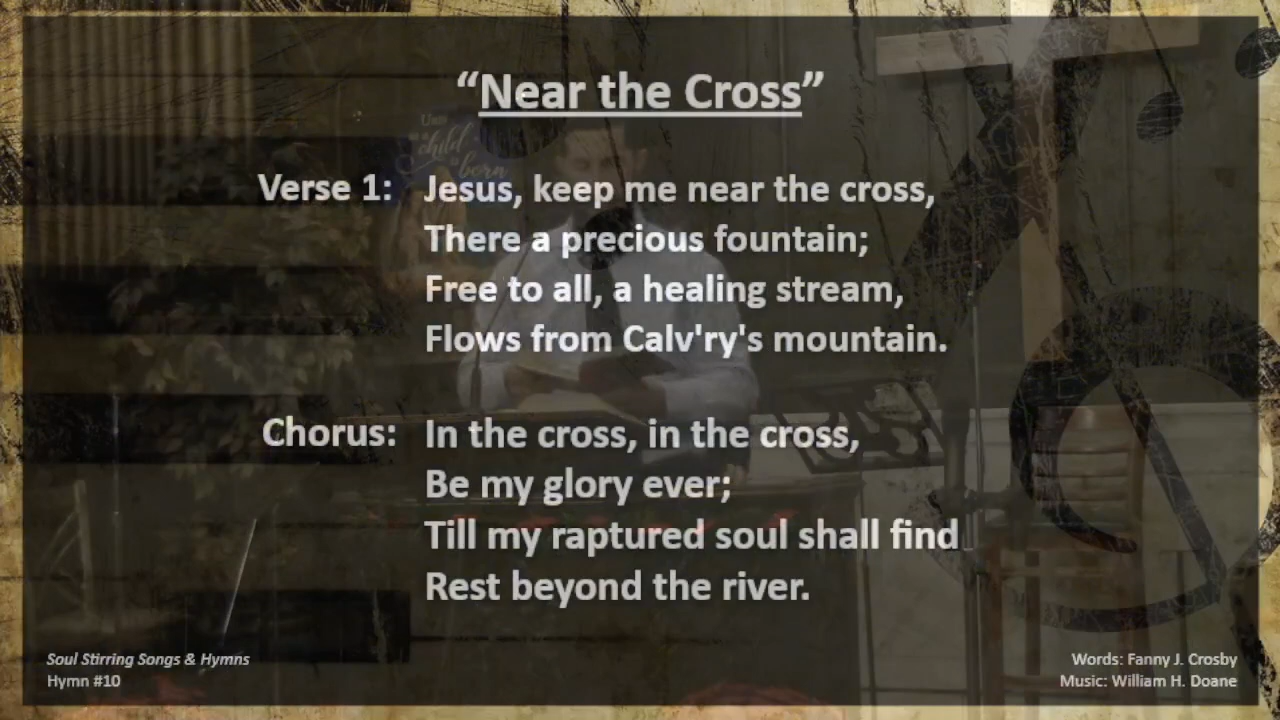 “Near the Cross”
Verse 1: Jesus, keep me near the cross,
There a precious fountain;
Free to all, a healing stream,
Flows from Calv'ry's mountain.
Chorus: In the cross, in the cross,
Be my glory ever;
Till my raptured soul shall find
Rest beyond the river.
Soul Stirring Songs & Hymns
Hymn #10
Words: Fanny J. Crosby
Music: William H. Doane
child
is
born